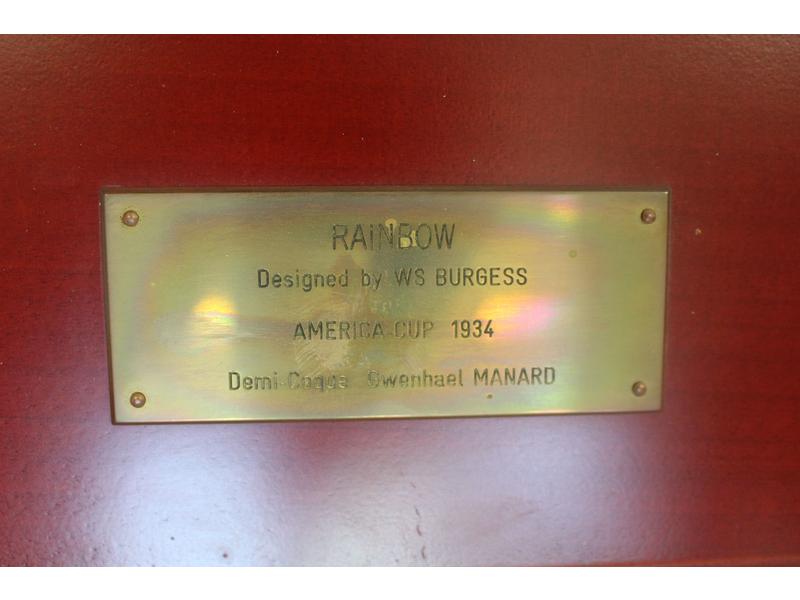 RAiNBOW
Designed by WS BURGESS
AMERICA CUP 1934
Demi-Coque Gwenhael MANARD